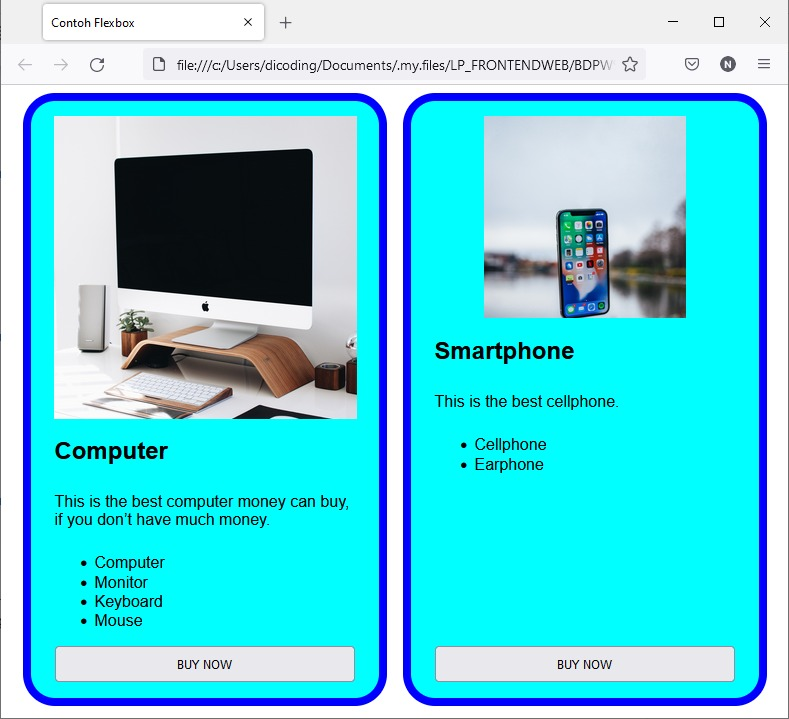 Contoh Flexbox
file:///c:/Users/dicoding/Documents/.my.files/LP_FRONTENDWEB/BDPW
N
Computer
This is the best computer money can buy,
if you don’t have much money.
Computer
Monitor
Keyboard
Mouse
BUY NOW
Smartphone
This is the best cellphone.
Cellphone
Earphone
BUY NOW